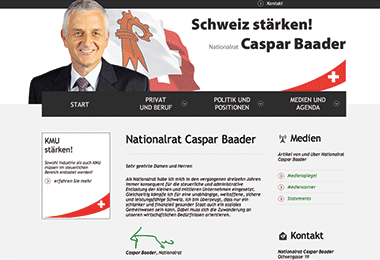 Kontakt
Schweiz stärken!
Nationalrat Caspar Baader
START
PRIVAT
UND BERUF
POLITIK UND
POSITIONEN
MEDIEN UND
AGENDA
KMU
stärken!
Sowohl Industrie als auch KMU
müssen im steuerlichen
Bereich entlastet werden!
erfahren Sie mehr
Nationalrat Caspar Baader
Sehr geehrte Damen und Herren
Als Nationalrat habe ich mich in den vergangenen dreizehn Jahren
immer konsequent für die steuerliche und administrative
Entlastung der kleinen und mittleren Unternehmen eingesetzt.
Gleichzeitig kämpfe ich für eine unabhängige, weltoffene, sichere
und leistungsfähige Schweiz. Ich bin überzeugt, dass nur ein
schlanker und finanziell gesunder Staat auch ein soziales
Gemeinwesen sein kann. Dabei muss sich die Zuwanderung an
unseren wirtschaftlichen Bedürfnissen orientieren.
Caspar Baader, Nationalrat
Medien
Artikel von und über Nationalrat
Caspar Baader
Medienspiegel
Mediencorner
Statements
Kontakt
Nationalrat Caspar Baader
Ochsengasse 19